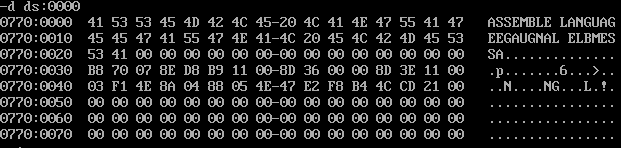 -d ds:0000
0770:0000 41 53 53 45 4D 42 4C 45-20 4C 41 4E 47 55 41 47 ASSEMBLE LANGUAG
0770:0010 45 45 47 41 55 47 4E 41-4C 20 45 4C 42 4D 45 53 EEGAUGNAL ELBMES
0770:0020 53 41 00 00 00 00 00 00-00 00 00 00 00 00 00 00 SA..............
0770:0030 B8 70 07 8E D8 B9 11 00-8D 36 00 00 8D 3E 11 00 .p.......6...>..
0770:0040 03 F1 4E 8A 04 88 05 4E-47 E2 F8 B4 4C CD 21 00 ..N....NG...L.!.
0770:0050 00 00 00 00 00 00 00 00-00 00 00 00 00 00 00 00 ................
0770:0060 00 00 00 00 00 00 00 00-00 00 00 00 00 00 00 00 ................
0770:0070 00 00 00 00 00 00 00 00-00 00 00 00 00 00 00 00 ................